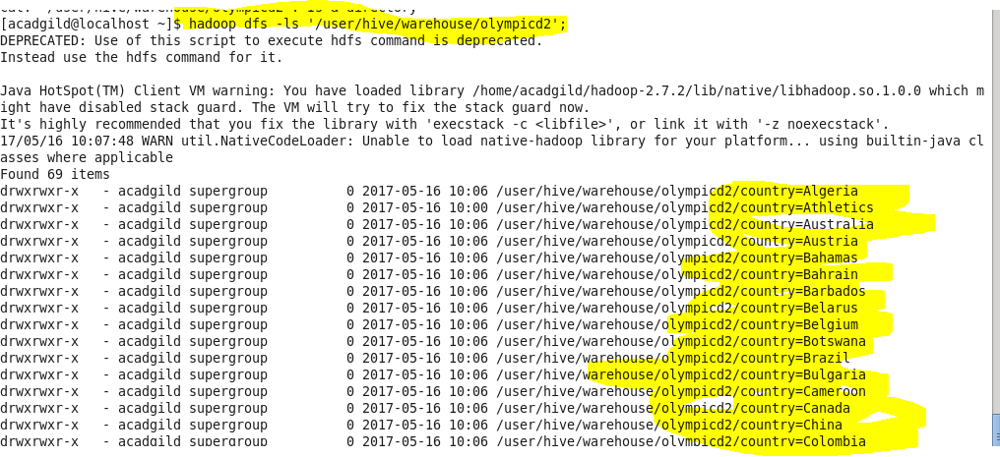 cat: `/user/hive/warehouse/olympicd2': Is a directory
[acadgild@localhost ~]$ hadoop dfs -ls '/user/hive/warehouse/olympicd2';
DEPRECATED: Use of this script to execute hdfs command is deprecated.
Instead use the hdfs command for it.
Java HotSpot(TM) Client VM warning: You have loaded library /home/acadgild/hadoop-2.7.2/lib/native/libhadoop.so.1.0.0 which m
ight have disabled stack guard. The VM will try to fix the stack guard now.
It's highly recommended that you fix the library with 'execstack -c <libfile>', or link it with '-z noexecstack'.
17/05/16 10:07:48 WARN util.NativeCodeLoader: Unable to load native-hadoop library for your platform... using builtin-java cl
asses where applicable
Found 69 items
drwxrwxr-x   - acadgild supergroup          0 2017-05-16 10:06 /user/hive/warehouse/olympicd2/country=Algeria
drwxrwxr-x   - acadgild supergroup          0 2017-05-16 10:00 /user/hive/warehouse/olympicd2/country=Athletics
drwxrwxr-x   - acadgild supergroup          0 2017-05-16 10:06 /user/hive/warehouse/olympicd2/country=Australia
drwxrwxr-x   - acadgild supergroup          0 2017-05-16 10:06 /user/hive/warehouse/olympicd2/country=Austria
drwxrwxr-x   - acadgild supergroup          0 2017-05-16 10:06 /user/hive/warehouse/olympicd2/country=Bahamas
drwxrwxr-x   - acadgild supergroup          0 2017-05-16 10:06 /user/hive/warehouse/olympicd2/country=Bahrain
drwxrwxr-x   - acadgild supergroup          0 2017-05-16 10:06 /user/hive/warehouse/olympicd2/country=Barbados
drwxrwxr-x   - acadgild supergroup          0 2017-05-16 10:06 /user/hive/warehouse/olympicd2/country=Belarus
drwxrwxr-x   - acadgild supergroup          0 2017-05-16 10:06 /user/hive/warehouse/olympicd2/country=Belgium
drwxrwxr-x   - acadgild supergroup          0 2017-05-16 10:06 /user/hive/warehouse/olympicd2/country=Botswana
drwxrwxr-x   - acadgild supergroup          0 2017-05-16 10:06 /user/hive/warehouse/olympicd2/country=Brazil
drwxrwxr-x   - acadgild supergroup          0 2017-05-16 10:06 /user/hive/warehouse/olympicd2/country=Bulgaria
drwxrwxr-x   - acadgild supergroup          0 2017-05-16 10:06 /user/hive/warehouse/olympicd2/country=Cameroon
drwxrwxr-x   - acadgild supergroup          0 2017-05-16 10:06 /user/hive/warehouse/olympicd2/country=Canada
drwxrwxr-x   - acadgild supergroup          0 2017-05-16 10:06 /user/hive/warehouse/olympicd2/country=China
drwxrwxr-x   - acadgild supergroup          0 2017-05-16 10:06 /user/hive/warehouse/olympicd2/country=Colombia